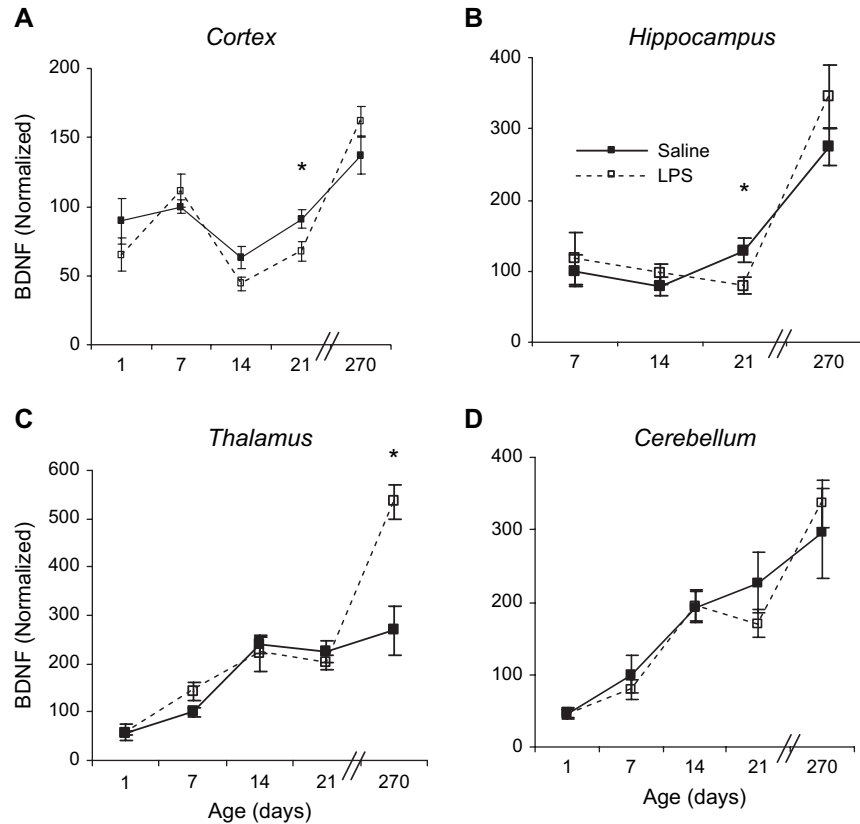 A
Cortex
BDNF (Normalized)
200
150
100
50
0
*
1 7 14 21 // 270
B
Hippocampus
400
300
200
100
0
Saline
LPS
*
7 14 21 // 270
C
Thalamus
BDNF (Normalized)
600
500
400
300
200
100
0
*
1 7 14 21 // 270
Age (days)
D
Cerebellum
400
300
200
100
0
1 7 14 21 // 270
Age (days)